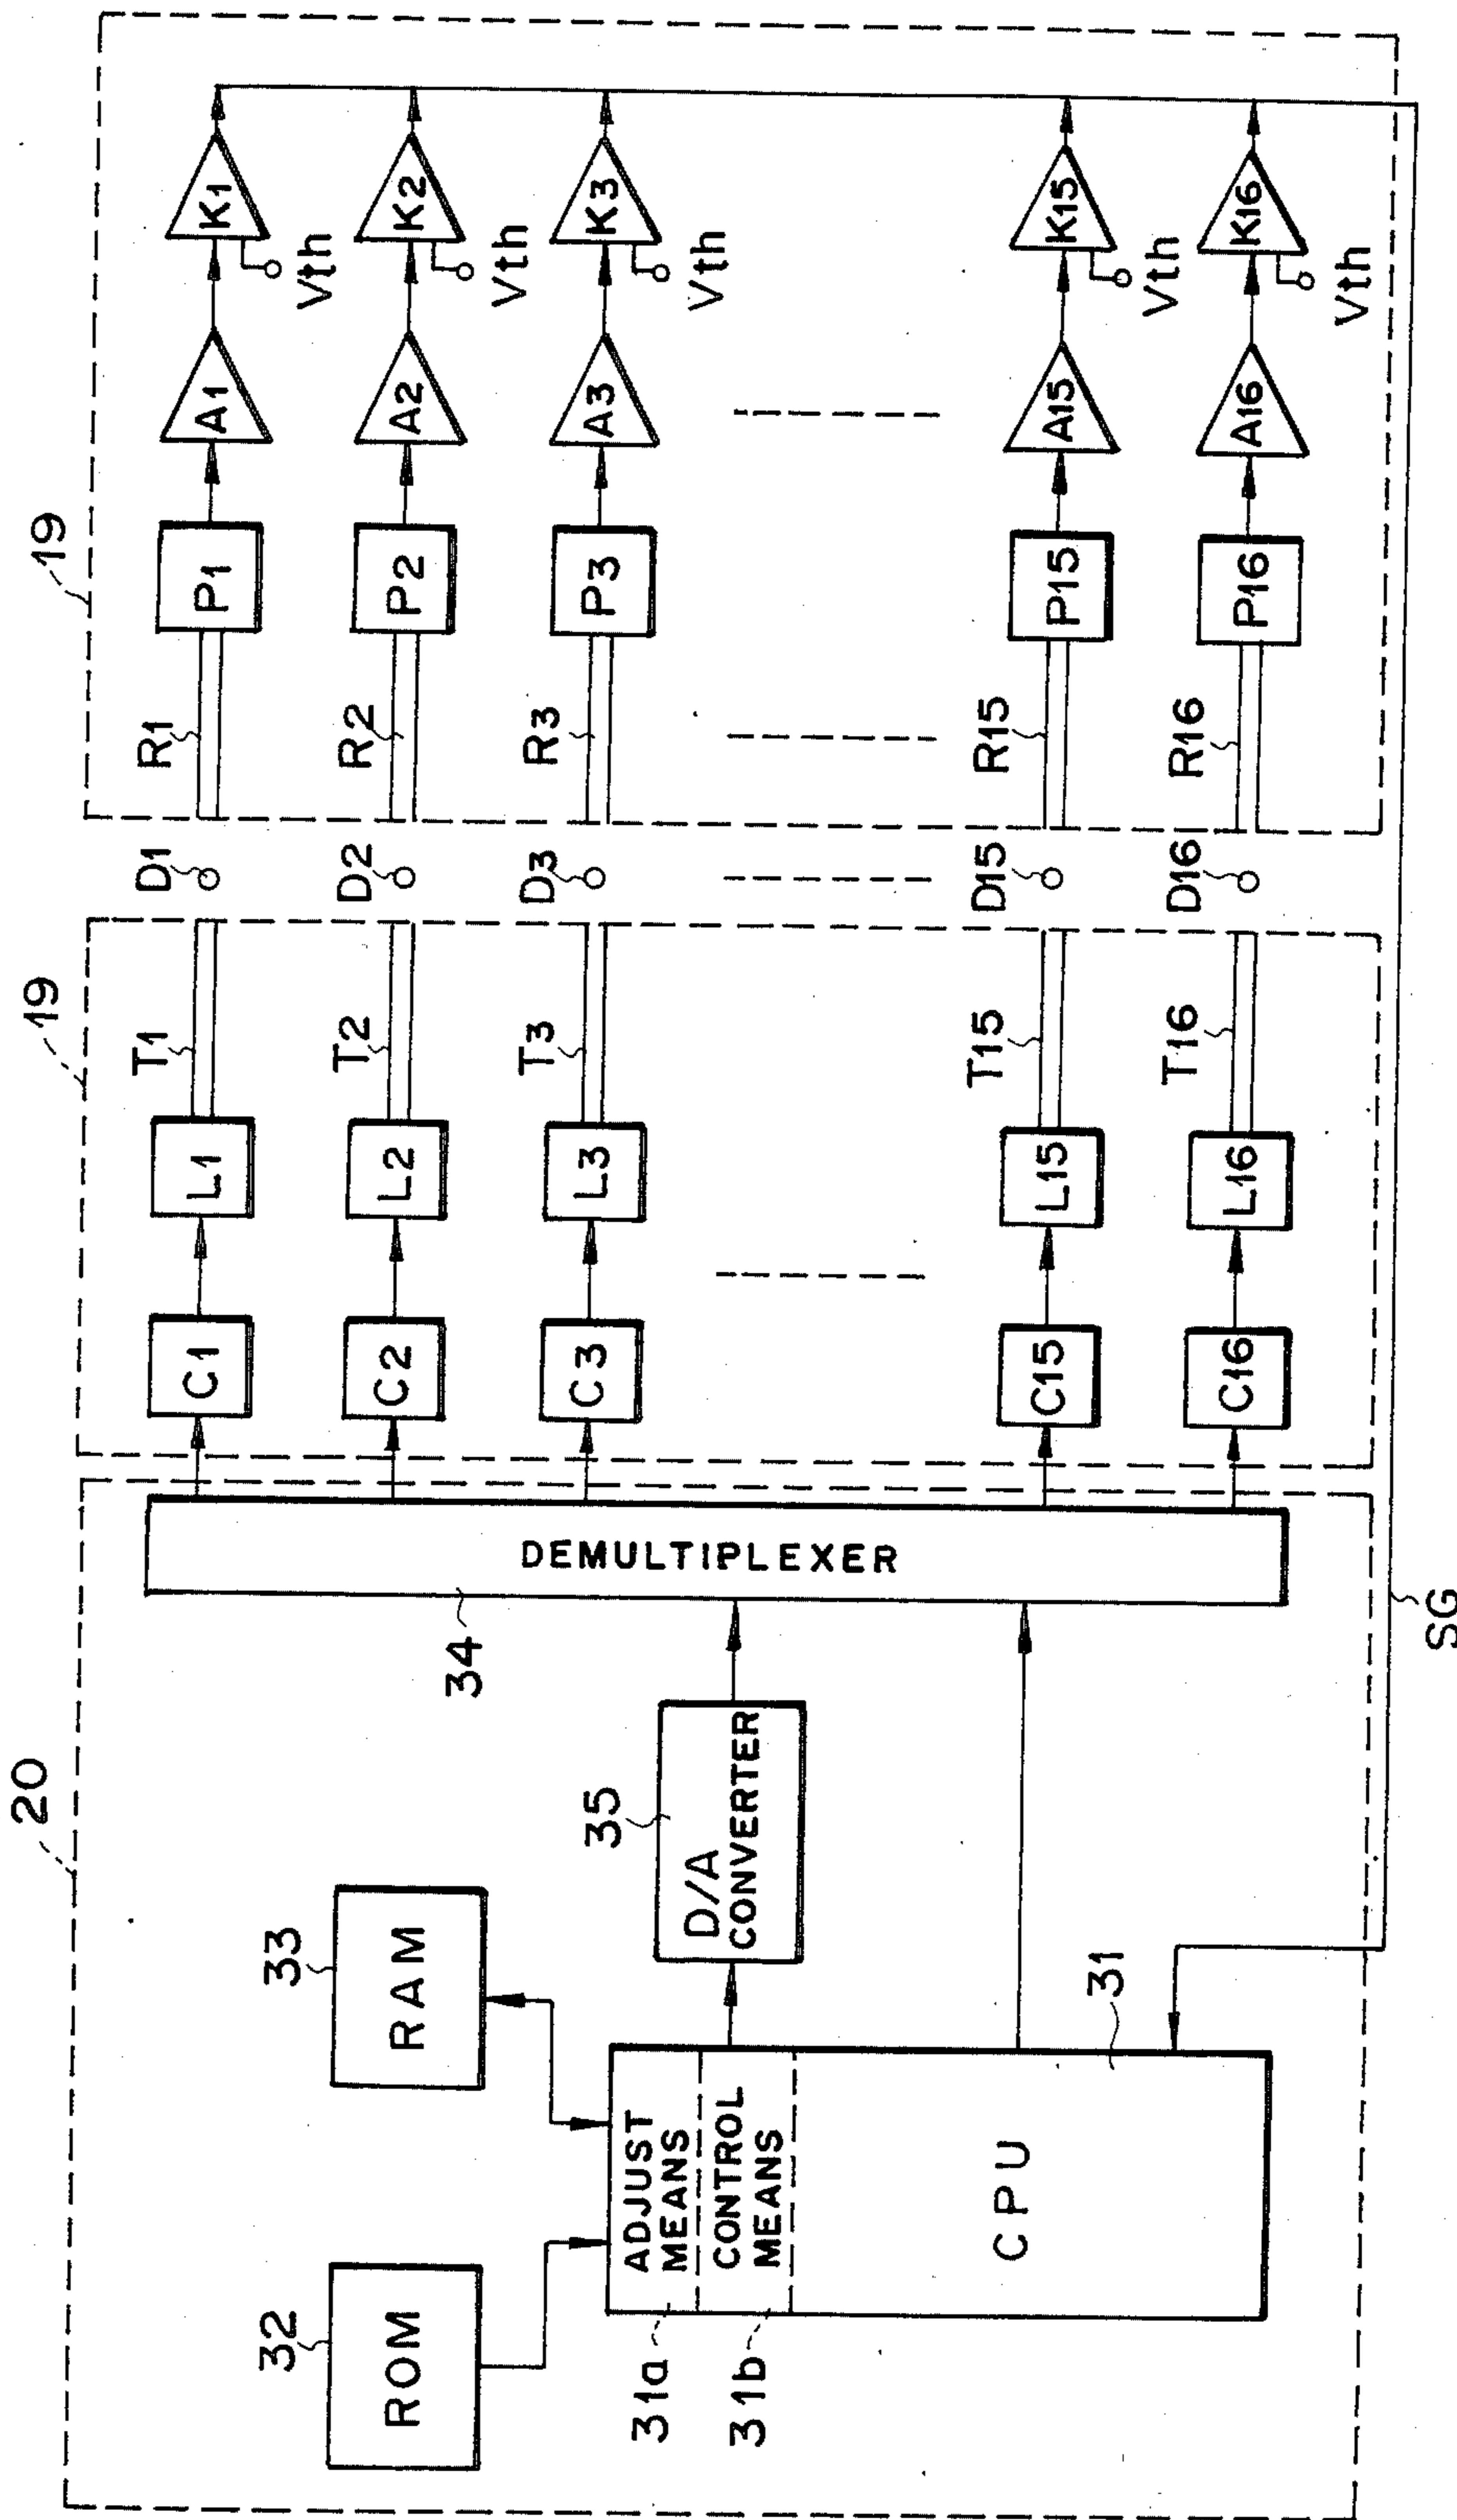 20
32
ROM
33
RAM
ADJUST
MEANS
CONTROL
MEANS
CPU
31a
31b
31
35
D/A
CONVERTER
34
DEMULTIPLEXER
SG
19
C1
L1
T1
C2
L2
T2
C3
L3
T3
C15
L15
T15
C16
L16
T16
D1
D2
D3
D15
D16
19
R1
P1
A1
K1
Vth
R2
P2
A2
K2
Vth
R3
P3
A3
K3
Vth
R15
P15
A15
K15
Vth
R16
P16
A16
K16
Vth